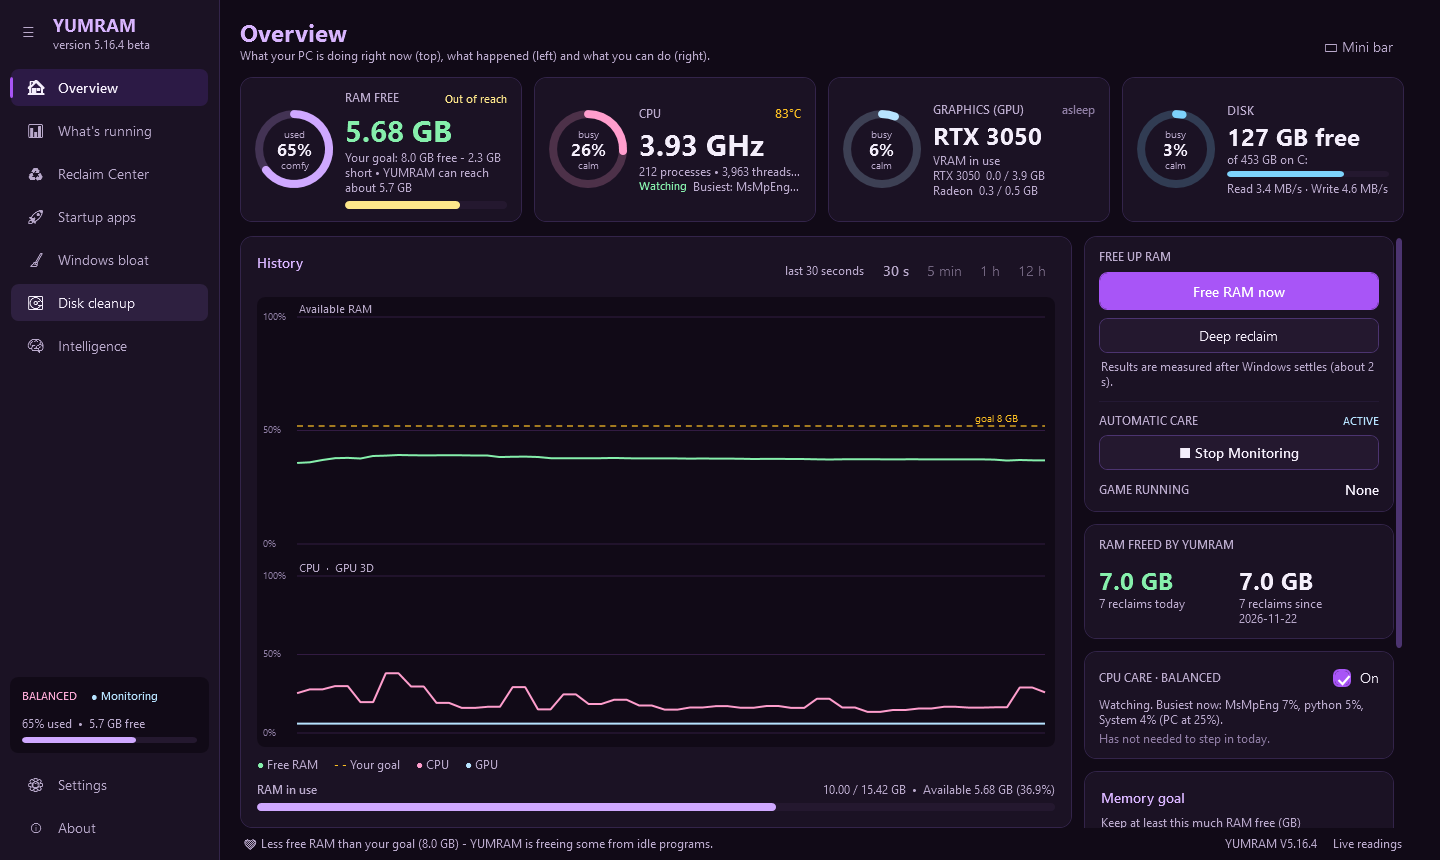 ☰ YUMRAM
version 5.16.4 beta
Overview
What's running
Reclaim Center
Startup apps
Windows bloat
Disk cleanup
Intelligence
BALANCED ● Monitoring
65% used • 5.7 GB free
Settings
About
Overview
What your PC is doing right now (top), what happened (left) and what you can do (right).
Mini bar
used
65%
comfy
RAM FREE Out of reach
5.68 GB
Your goal: 8.0 GB free - 2.3 GB
short • YUMRAM can reach
about 5.7 GB
busy
26%
calm
CPU 83°C
3.93 GHz
212 processes • 3,963 threads...
Watching Busiest: MsMpEng...
busy
6%
calm
GRAPHICS (GPU) asleep
RTX 3050
VRAM in use
RTX 3050 0.0 / 3.9 GB
Radeon 0.3 / 0.5 GB
busy
3%
calm
DISK
127 GB free
of 453 GB on C:
Read 3.4 MB/s · Write 4.6 MB/s
History
last 30 seconds 30 s 5 min 1 h 12 h
Available RAM
100%
goal 8 GB
50%
0%
CPU · GPU 3D
100%
50%
0%
● Free RAM - - Your goal ● CPU ● GPU
RAM in use 10.00 / 15.42 GB • Available 5.68 GB (36.9%)
FREE UP RAM
Free RAM now
Deep reclaim
Results are measured after Windows settles (about 2
s).
AUTOMATIC CARE ACTIVE
■ Stop Monitoring
GAME RUNNING None
RAM FREED BY YUMRAM
7.0 GB 7.0 GB
7 reclaims today 7 reclaims since
2026-11-22
CPU CARE · BALANCED On
Watching. Busiest now: MsMpEng 7%, python 5%,
System 4% (PC at 25%).
Has not needed to step in today.
Memory goal
Keep at least this much RAM free (GB)
Less free RAM than your goal (8.0 GB) - YUMRAM is freeing some from idle programs.
YUMRAM V5.16.4 Live readings